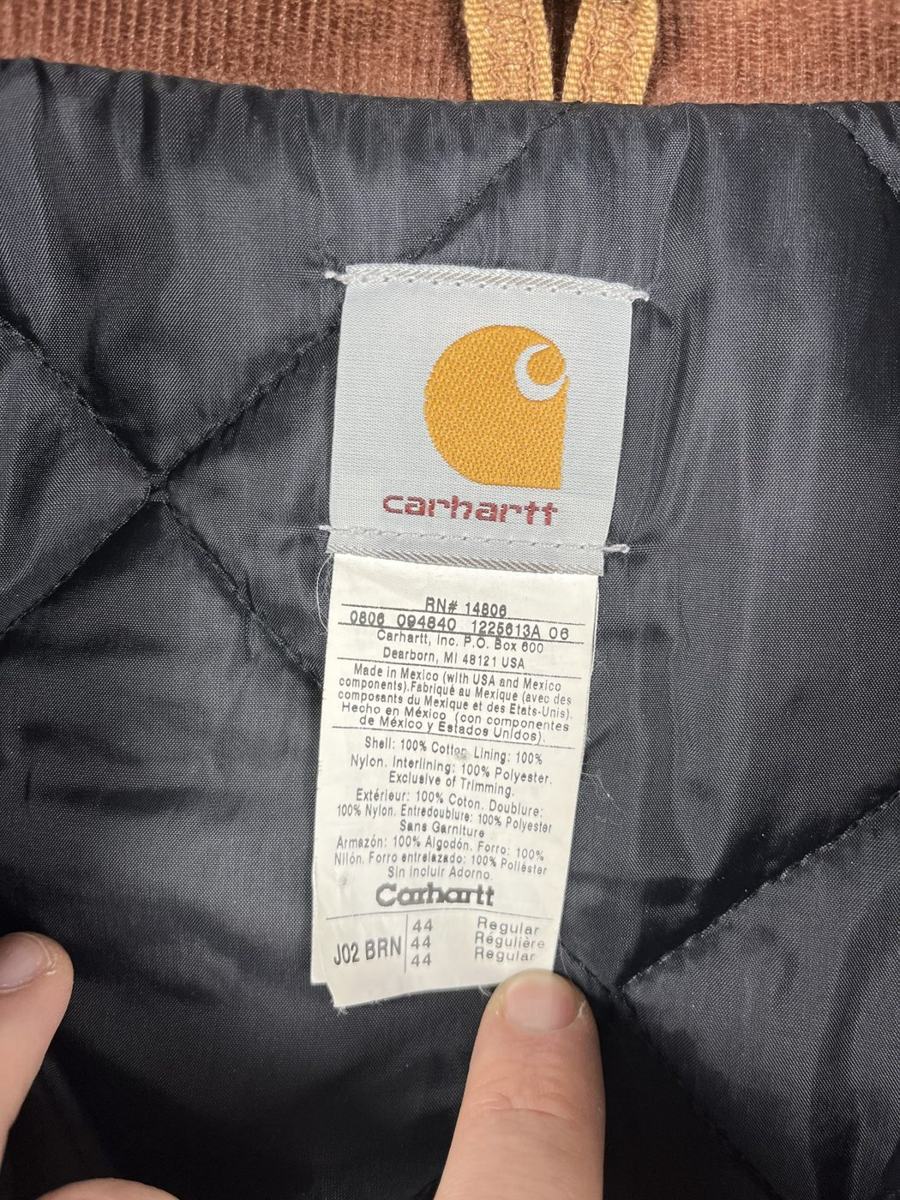 carhartt
RN# 14806
0806 094840 1225613A 06
Carhartt, Inc. P.O. Box 600
Dearborn, MI 48121 USA
Made in Mexico (with USA and Mexico
components).Fabriqué au Mexique (avec des
composants du Mexique et des Etats-Unis).
Hecho en México (con componentes
de México y Estados Unidos).
Shell: 100% Cotton. Lining: 100%
Nylon. Interlining: 100% Polyester.
Exclusive of Trimming.
Extérieur: 100% Coton. Doublure:
100% Nylon. Entredoublure: 100% Polyester
Sans Garniture
Armazón: 100% Algodón. Forro: 100%
Nilón. Forro entrelazado: 100% Poliéster
Sin incluir Adorno.
Carhartt
J02 BRN
44 Regular
44 Régulière
44 Regular